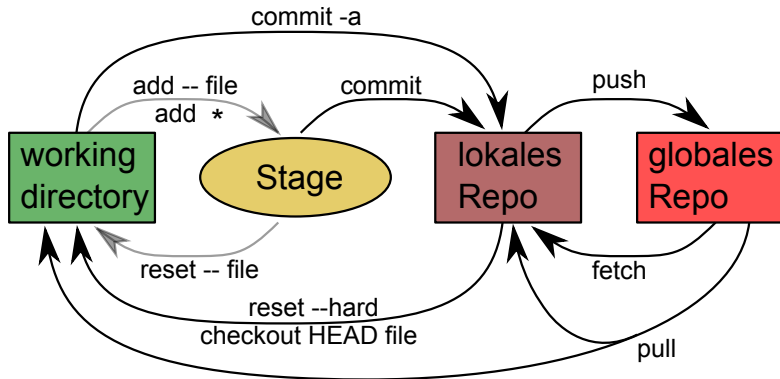 commit -a
add -- file
add *
commit
push
working
directory
Stage
lokales
Repo
globales
Repo
reset -- file
fetch
reset --hard
checkout HEAD file
pull